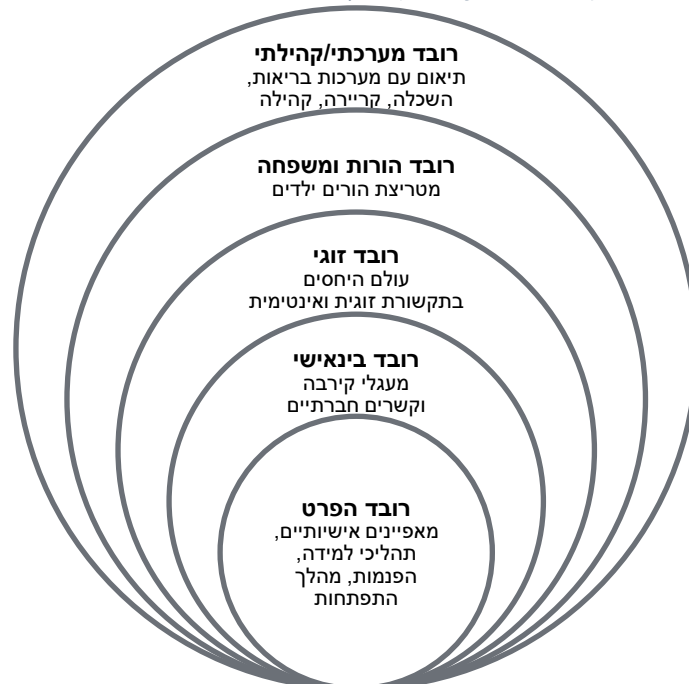 רובד מערכתי/קהילתי
תיאום עם מערכות בריאות,
השכלה, קריירה, קהילה
רובד הורות ומשפחה
מטריצת הורים ילדים
רובד זוגי
עולם היחסים
בתקשורת זוגית ואינטימית
רובד בינאישי
מעגלי קירבה
וקשרים חברתיים
רובד הפרט
מאפיינים אישיותיים,
תהליכי למידה,
הפנמות, מהלך
התפתחות